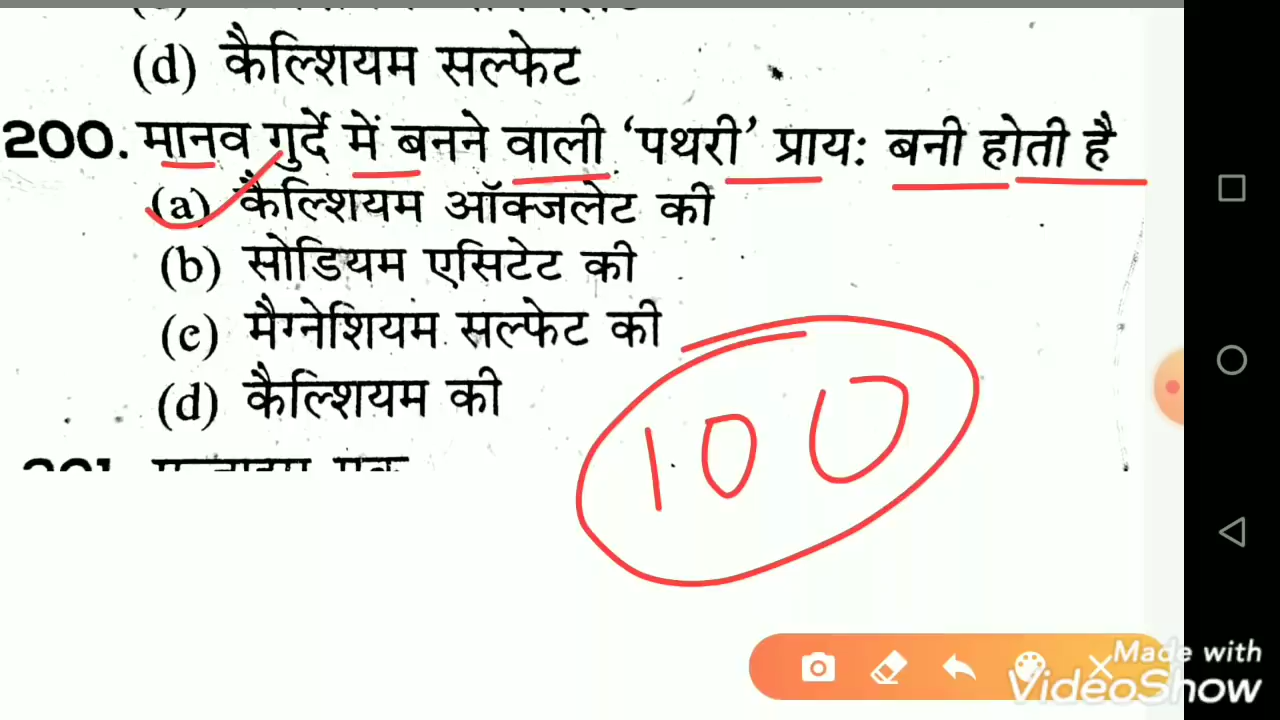 (d) कैल्शियम सल्फेट
200. मानव गुर्दे में बनने वाली ‘पथरी’ प्रायः बनी होती है
(a) कैल्शियम ऑक्जलेट की
(b) सोडियम एसिटेट की
(c) मैग्नेशियम सल्फेट की
(d) कैल्शियम की
100
Made with
VideoShow